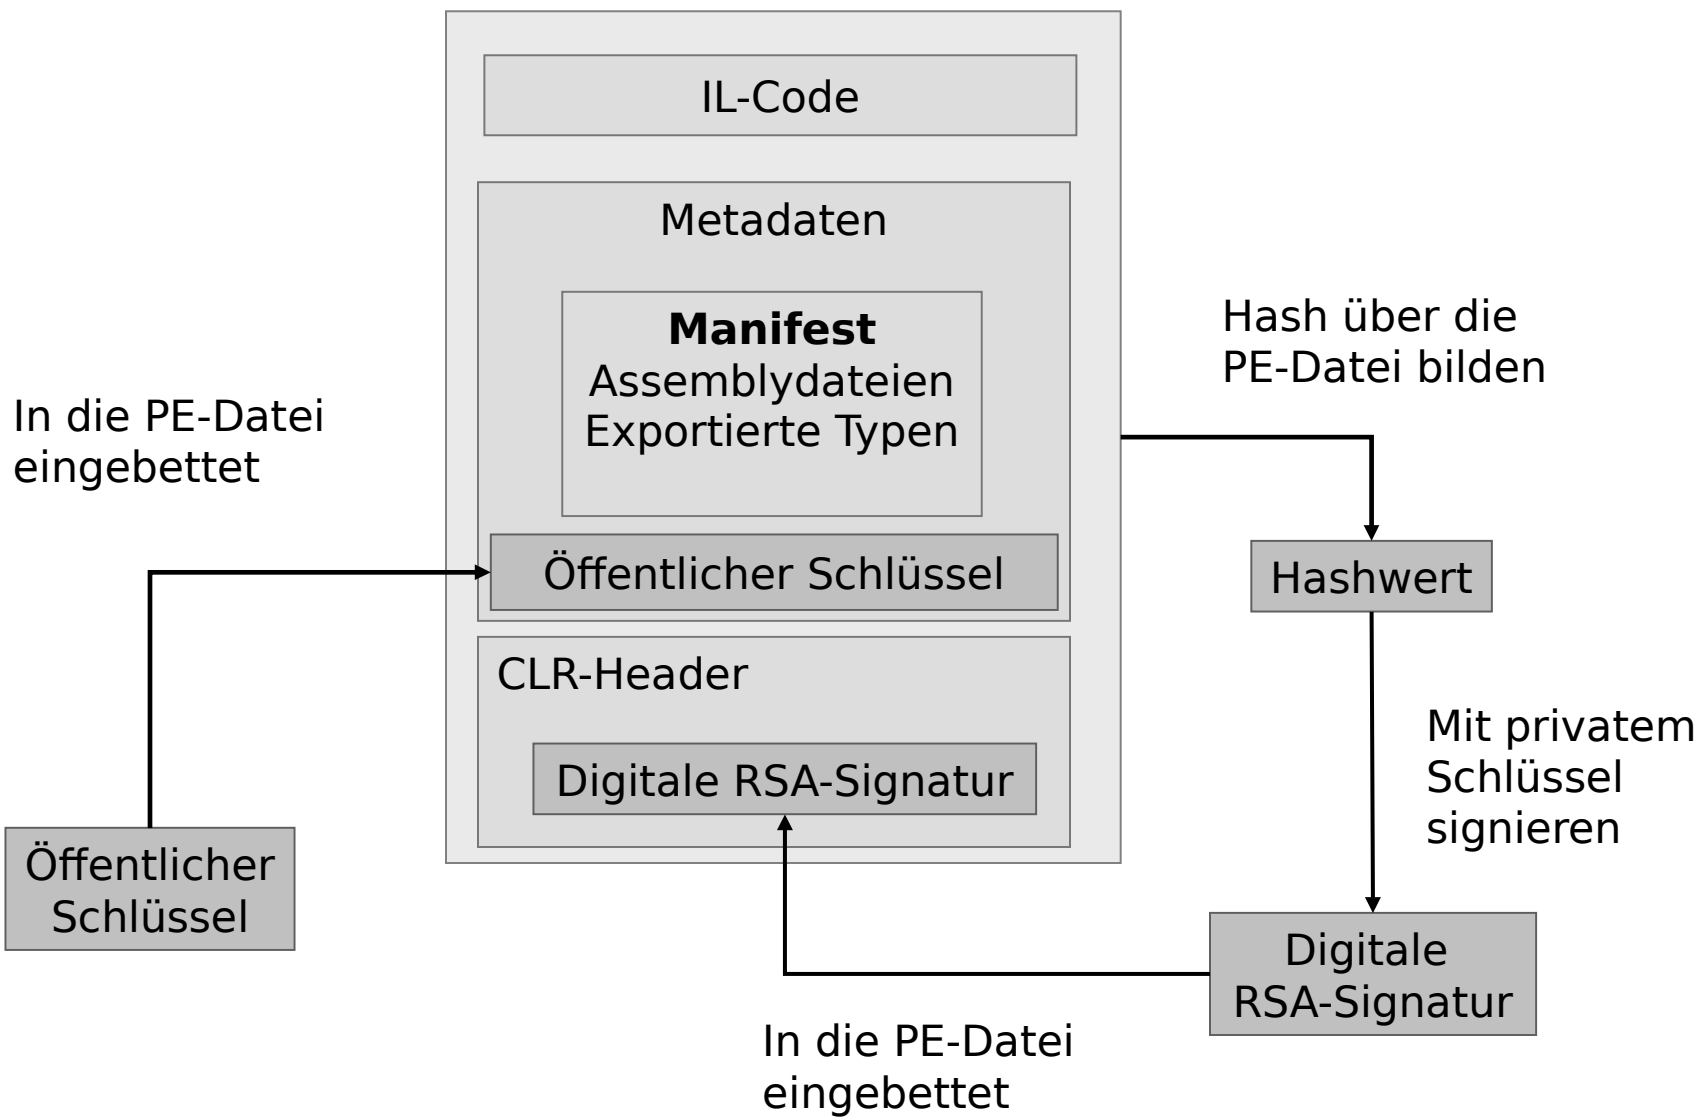 IL-Code
Metadaten
Manifest
Assemblydateien
Exportierte Typen
Öffentlicher Schlüssel
CLR-Header
Digitale RSA-Signatur
In die PE-Datei
eingebettet
Öffentlicher
Schlüssel
Hash über die
PE-Datei bilden
Hashwert
Mit privatem
Schlüssel
signieren
Digitale
RSA-Signatur
In die PE-Datei
eingebettet